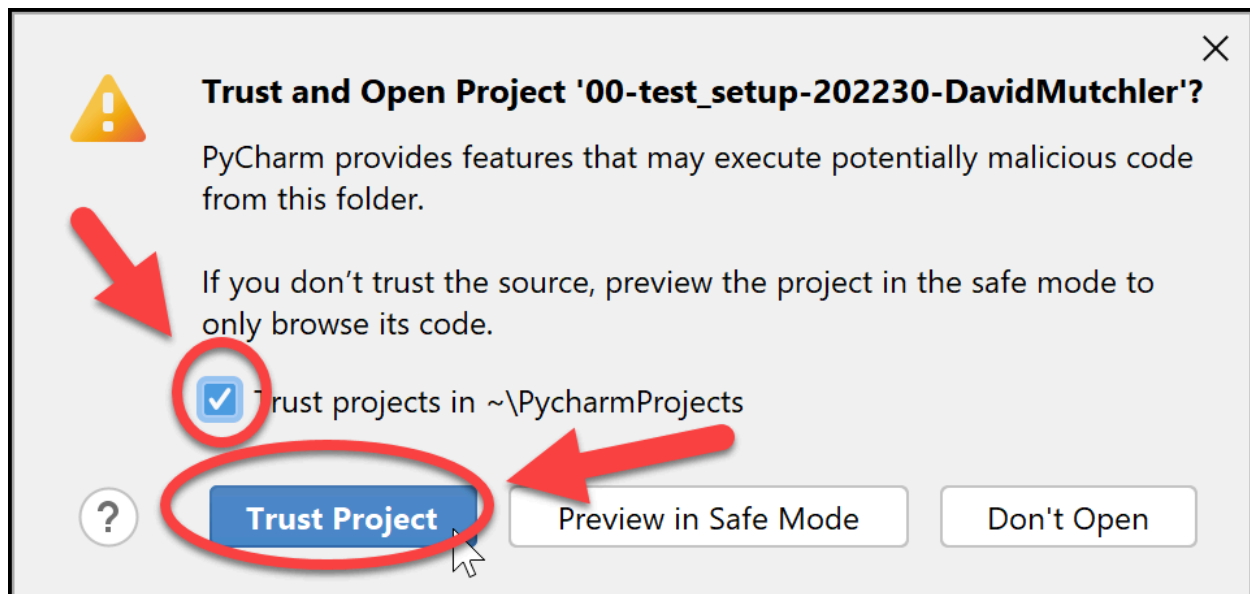 Trust and Open Project '00-test_setup-202230-DavidMutchler'?
PyCharm provides features that may execute potentially malicious code
from this folder.
If you don’t trust the source, preview the project in the safe mode to
only browse its code.
Trust projects in ~\PycharmProjects
? Trust Project Preview in Safe Mode Don't Open